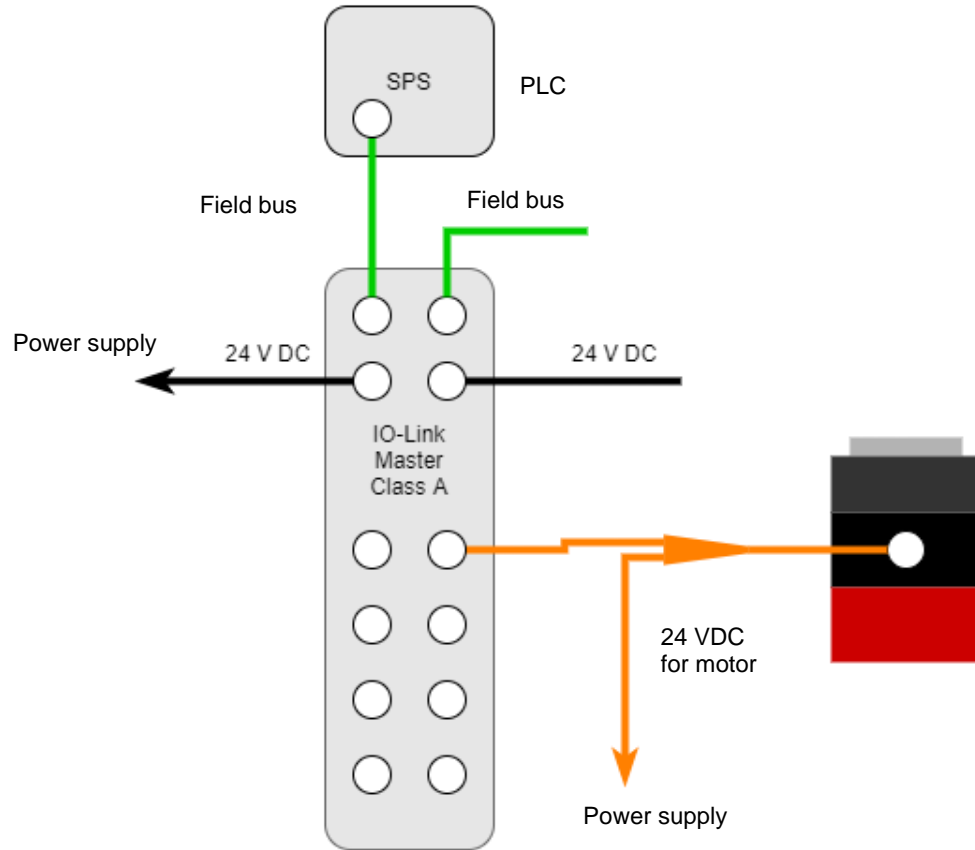 SPS
PLC
Field bus
Field bus
Power supply
24 V DC
24 V DC
IO-Link
Master
Class A
24 VDC
for motor
Power supply